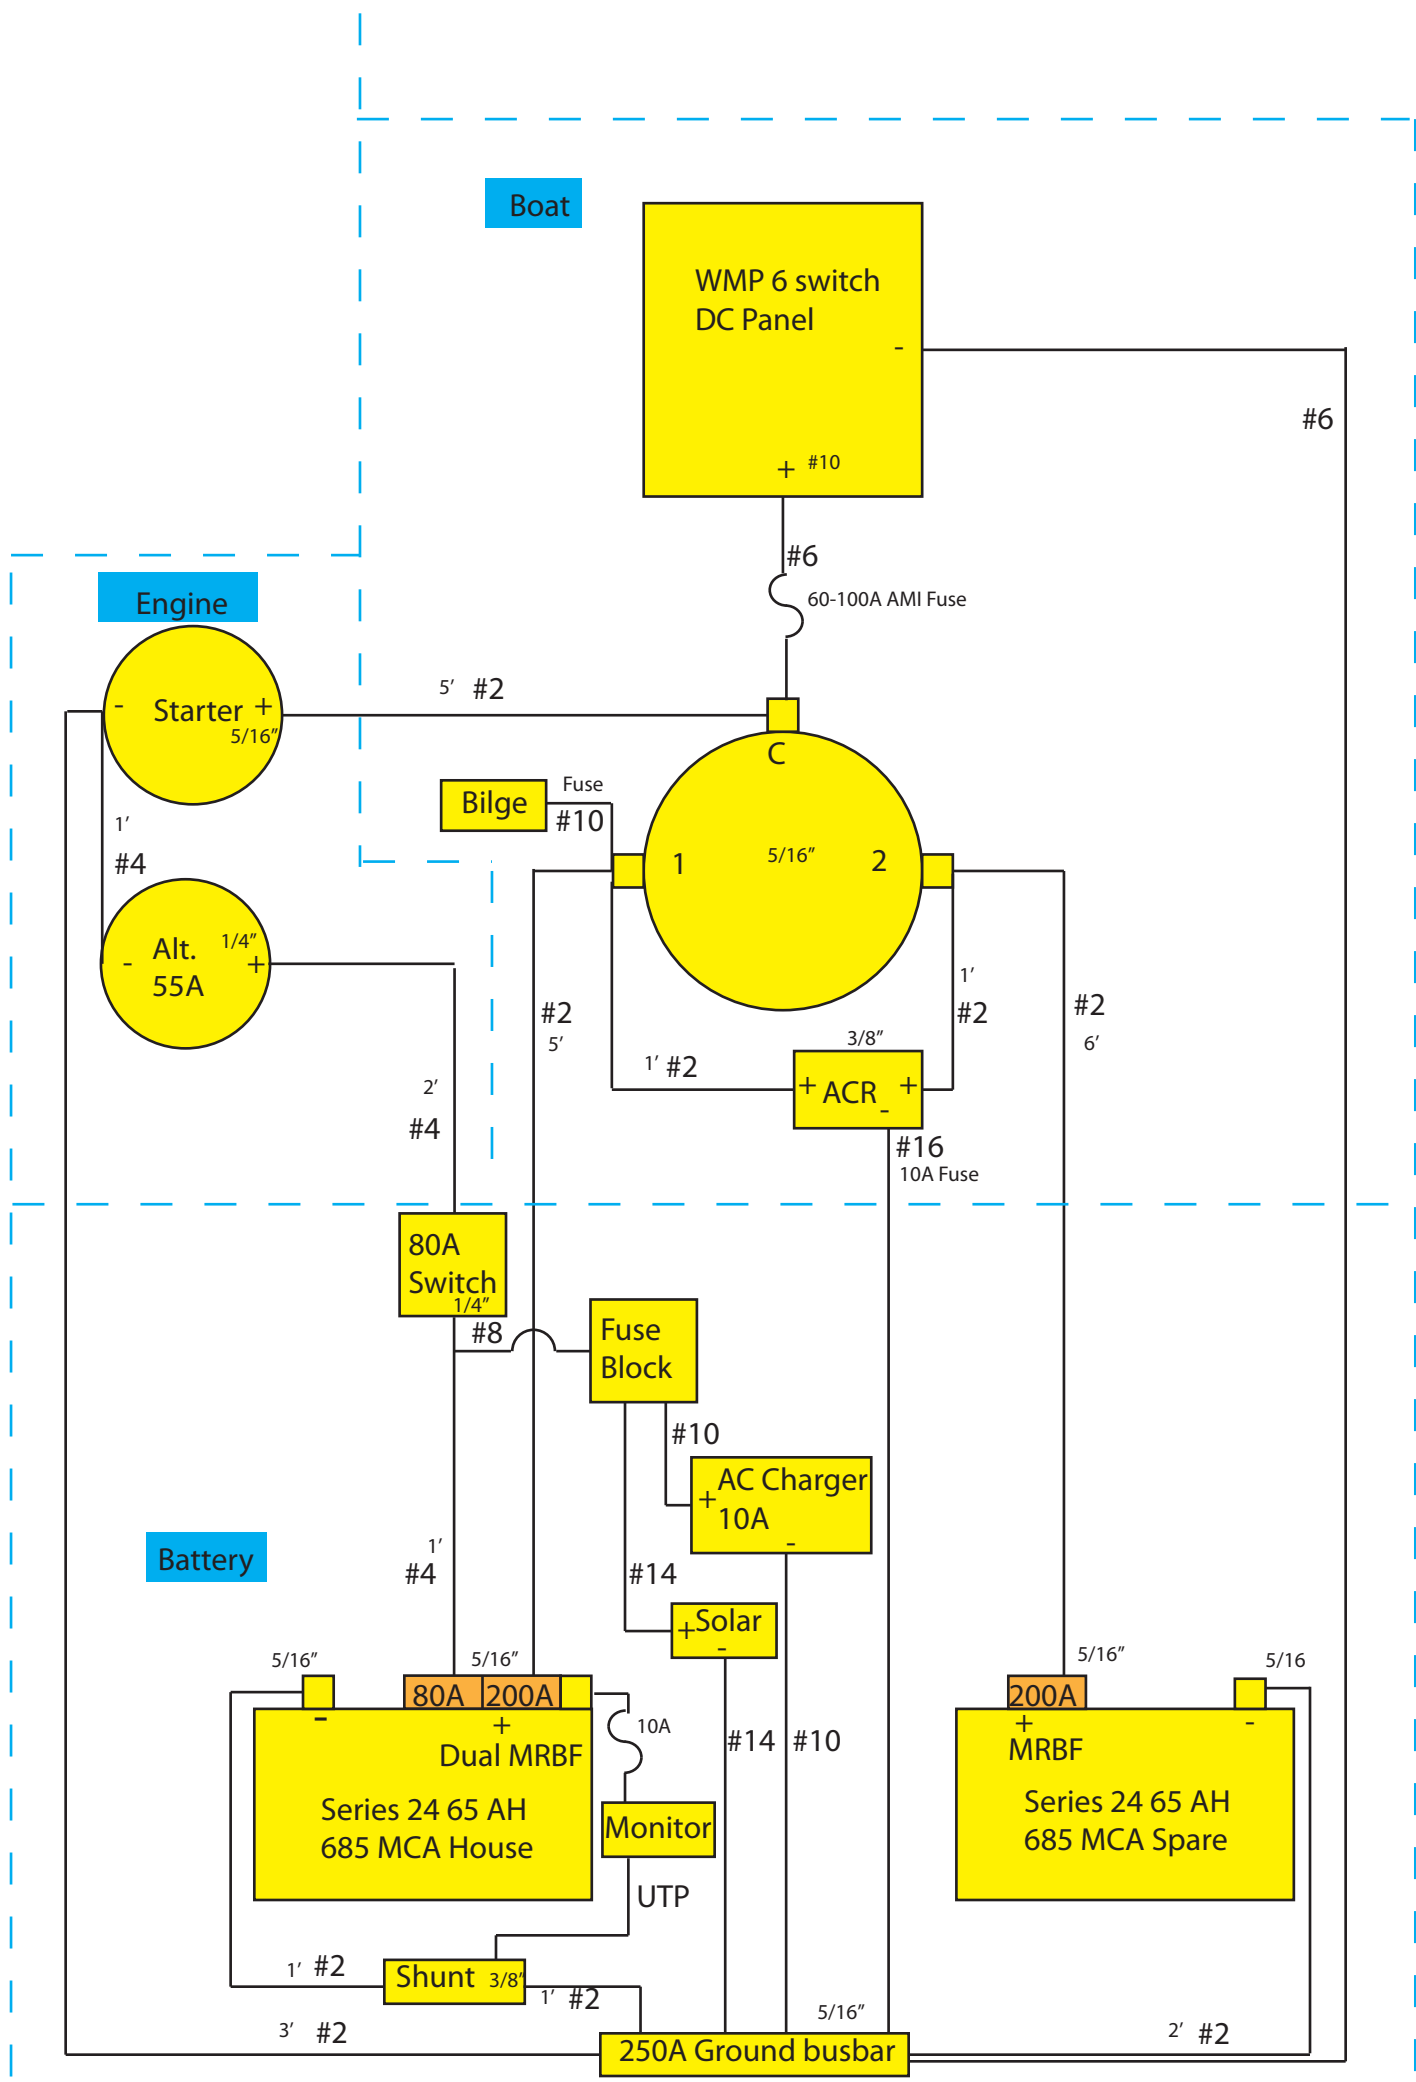 Boat
WMP 6 switch
DC Panel
-
#6
+ #10
#6
60-100A AMI Fuse
Engine
5’ #2
- Starter +
5/16”
C
Fuse
Bilge
#10
1’
#4
1
5/16”
2
Alt.
1/4”
- +
55A
#2
5’
1’
#2
#2
6’
3/8”
1’ #2
+ ACR +
-
2’
#4
#16
10A Fuse
80A
Switch
1/4”
#8
Fuse
Block
#10
AC Charger
+
10A
-
Battery
1’
#4
#14
+Solar
-
5/16”
5/16”
5/16”
5/16
80A
200A
200A
-
+
+
-
10A
Dual MRBF
MRBF
#14
#10
Series 24 65 AH
685 MCA House
Monitor
Series 24 65 AH
685 MCA Spare
UTP
1’ #2
Shunt 3/8”
1’ #2
5/16”
3’ #2
250A Ground busbar
2’ #2